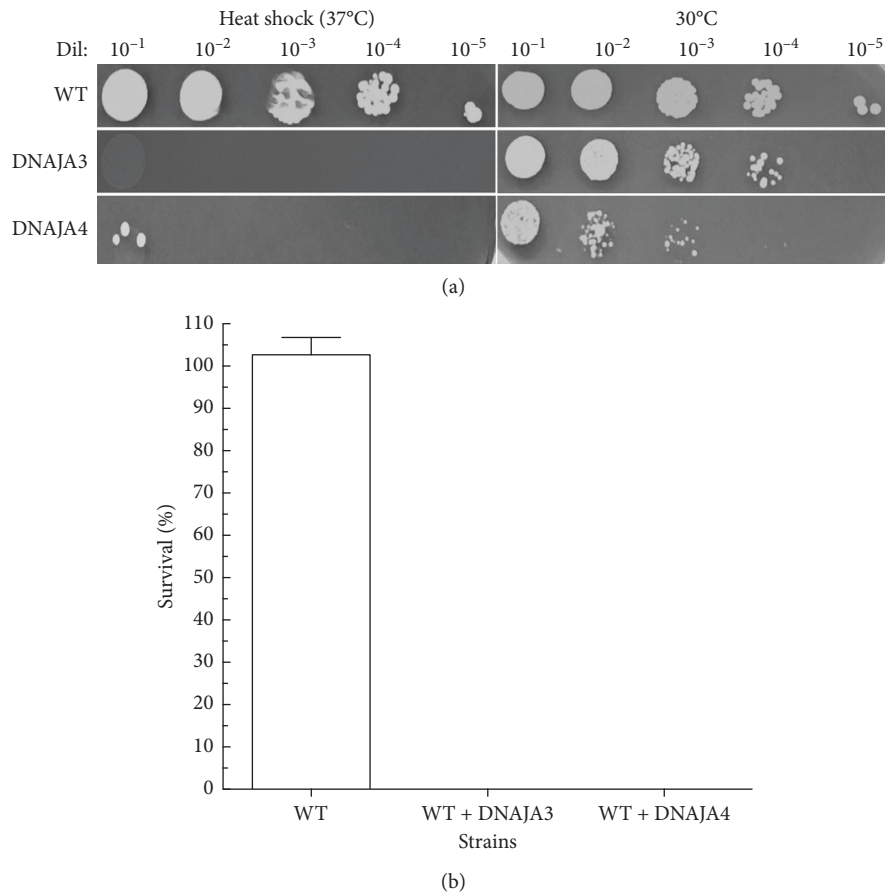 Heat shock (37°C) 30°C
Dil: 10⁻¹ 10⁻² 10⁻³ 10⁻⁴ 10⁻⁵ 10⁻¹ 10⁻² 10⁻³ 10⁻⁴ 10⁻⁵
WT
DNAJA3
DNAJA4
(a)
110
100
90
80
70
60
50
40
30
20
10
0
Survival (%)
WT WT + DNAJA3 WT + DNAJA4
Strains
(b)